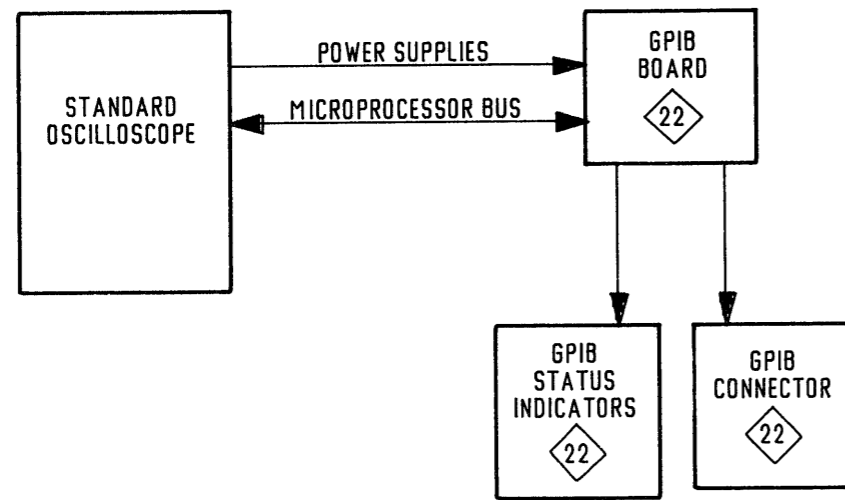 STANDARD
OSCILLOSCOPE
POWER SUPPLIES
MICROPROCESSOR BUS
GPIB
BOARD
22
GPIB
STATUS
INDICATORS
22
GPIB
CONNECTOR
22